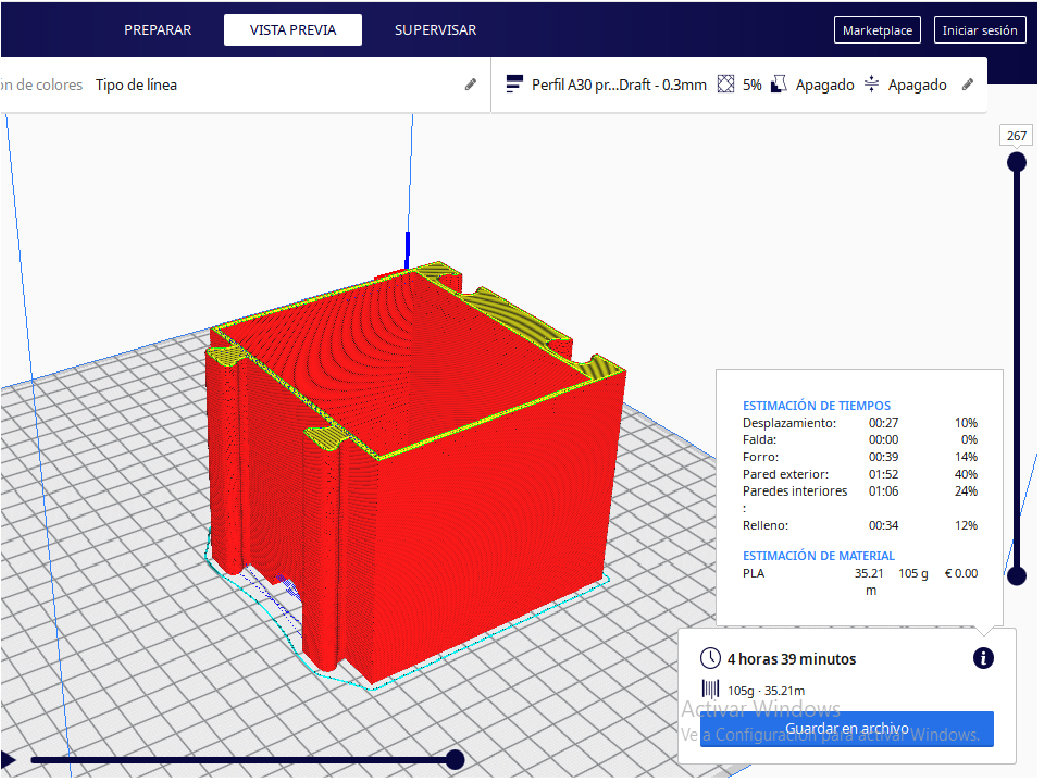 PREPARAR VISTA PREVIA SUPERVISAR Marketplace Iniciar sesión
ón de colores Tipo de línea Perfil A30 pr...Draft - 0.3mm 5% Apagado Apagado
267
ESTIMACIÓN DE TIEMPOS
Desplazamiento: 00:27 10%
Falda: 00:00 0%
Forro: 00:39 14%
Pared exterior: 01:52 40%
Paredes interiores 01:06 24%
:
Relleno: 00:34 12%
ESTIMACIÓN DE MATERIAL
PLA 35.21 105 g € 0.00
m
4 horas 39 minutos
105g · 35.21m
Activar Windows
Guardar en archivo
Ve a Configuración para activar Windows.